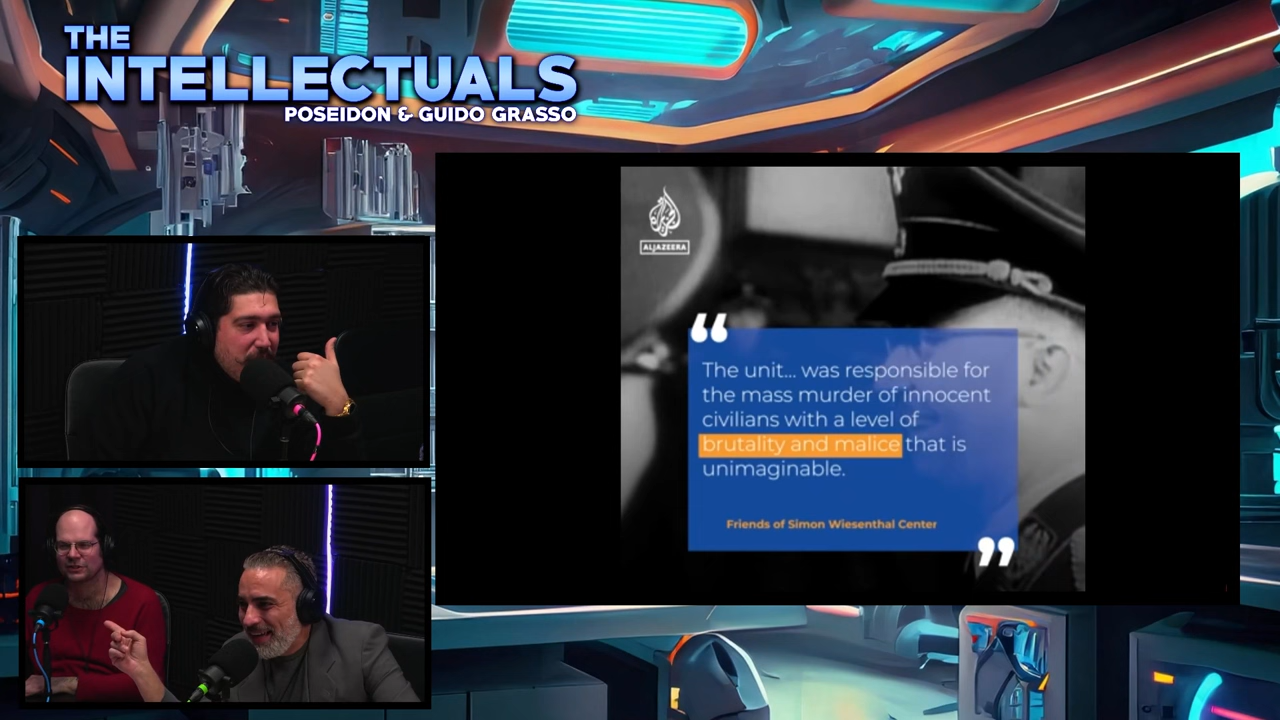 THE
INTELLECTUALS
POSEIDON & GUIDO GRASSO
ALJAZEERA
“
The unit... was responsible for
the mass murder of innocent
civilians with a level of
brutality and malice that is
unimaginable.
Friends of Simon Wiesenthal Center
”